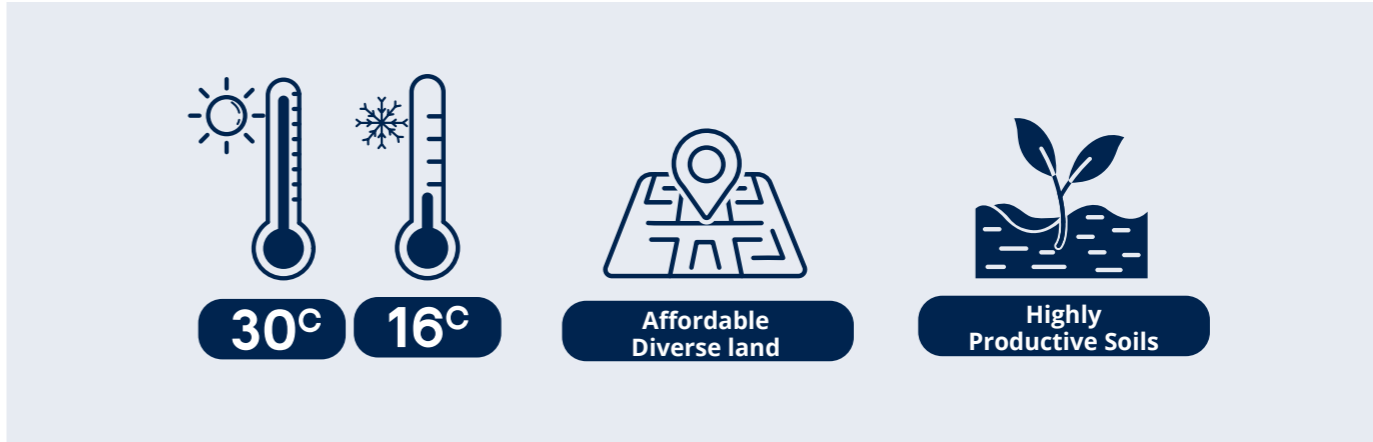 30ᶜ
16ᶜ
Affordable
Diverse land
Highly
Productive Soils